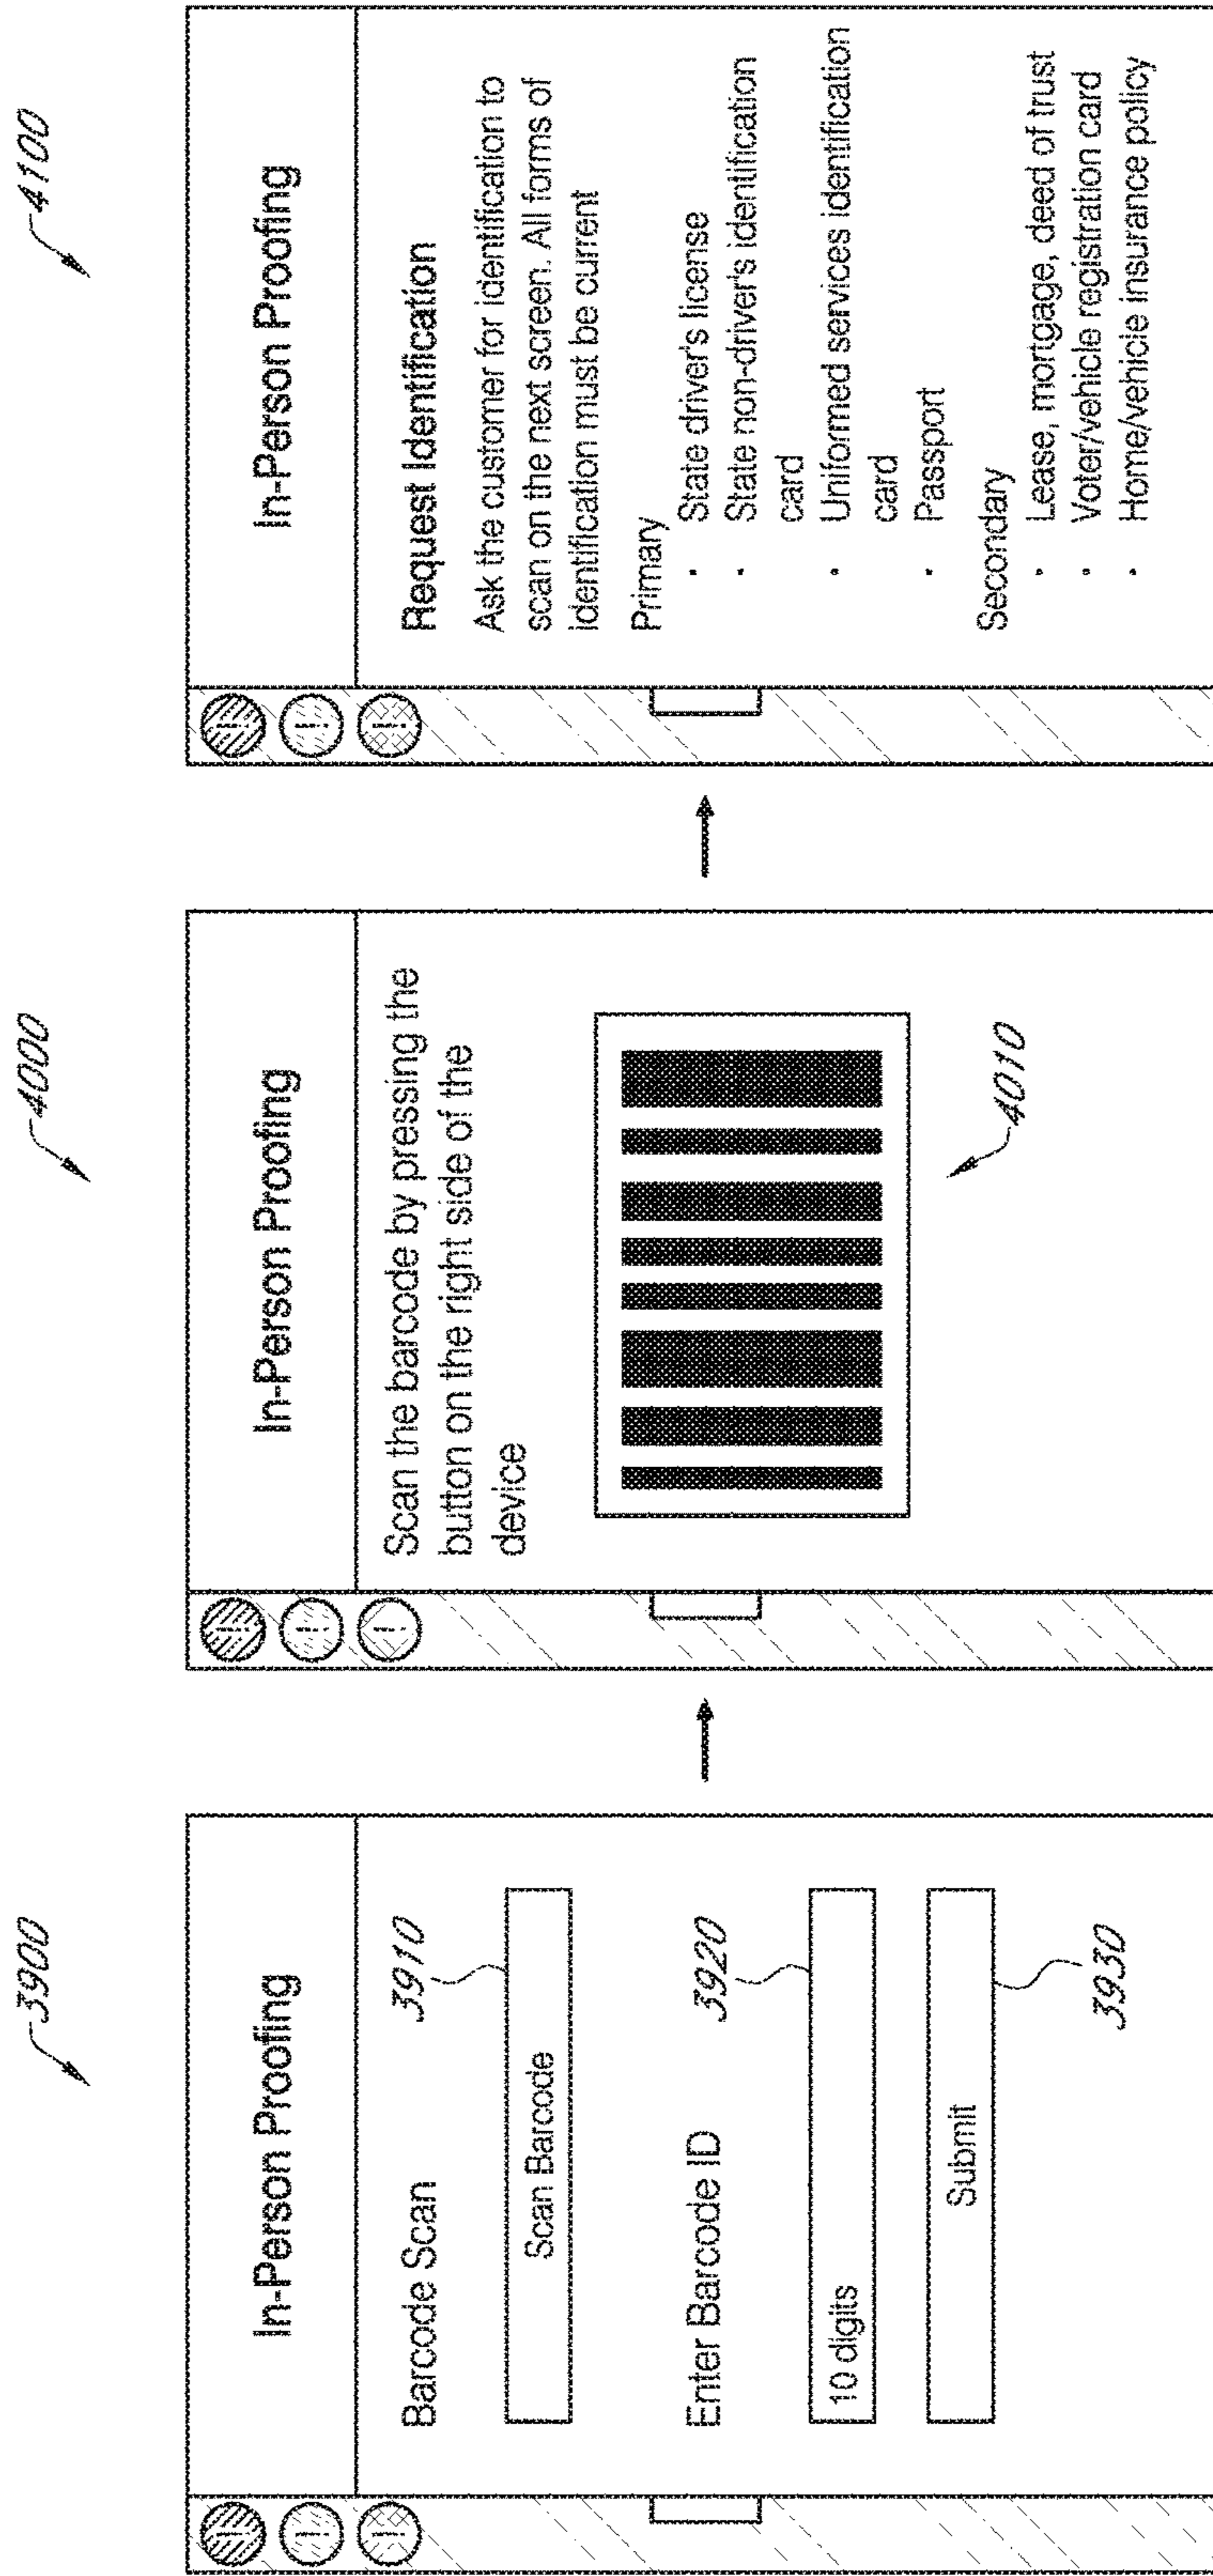 3900
In-Person Proofing
Barcode Scan
3910
Scan Barcode
Enter Barcode ID
3920
10 digits
Submit
3930
4000
In-Person Proofing
Scan the barcode by pressing the
button on the right side of the
device
4010
4100
In-Person Proofing
Request Identification
Ask the customer for identification to
scan on the next screen. All forms of
identification must be current
Primary
• State driver's license
• State non-driver's identification
card
• Uniformed services identification
card
• Passport
Secondary
• Lease, mortgage, deed of trust
• Voter/vehicle registration card
• Home/vehicle insurance policy